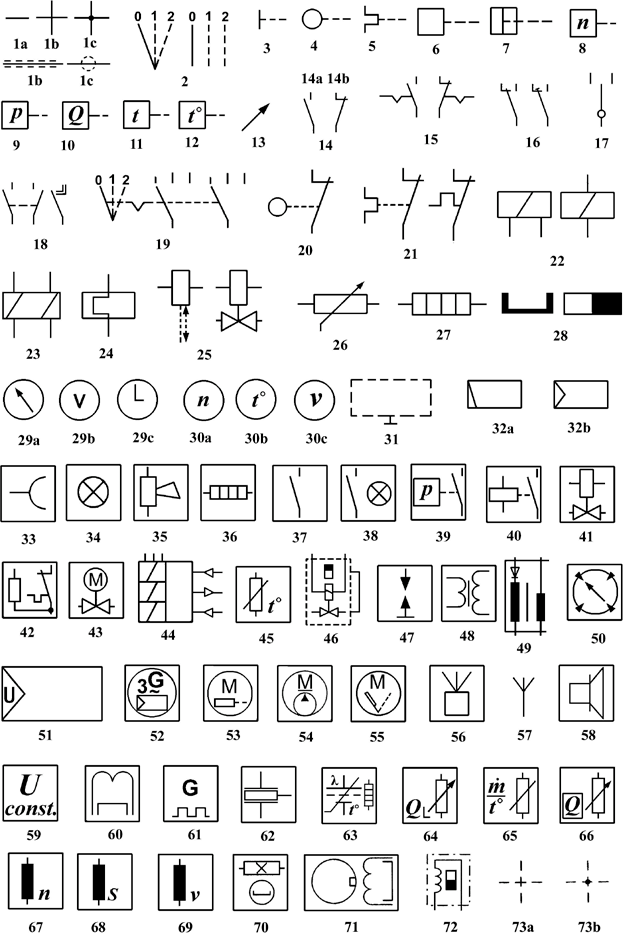 0 1 2 1 2
1a 1b 1c
1b 1c 2 3 4 5 6 7 8
n
14a 14b
p Q t t°
9 10 11 12 13 14 15 16 17
0 1 2
18 19 20 21 22
23 24 25 26 27 28
V n t° v
29a 29b 29c 30a 30b 30c 31 32a 32b
p
33 34 35 36 37 38 39 40 41
M t°
42 43 44 45 46 47 48 49 50
U 3~G M M M
51 52 53 54 55 56 57 58
U const. G λ t° Q ṁ/t° Q
59 60 61 62 63 64 65 66
n S v
67 68 69 70 71 72 73a 73b